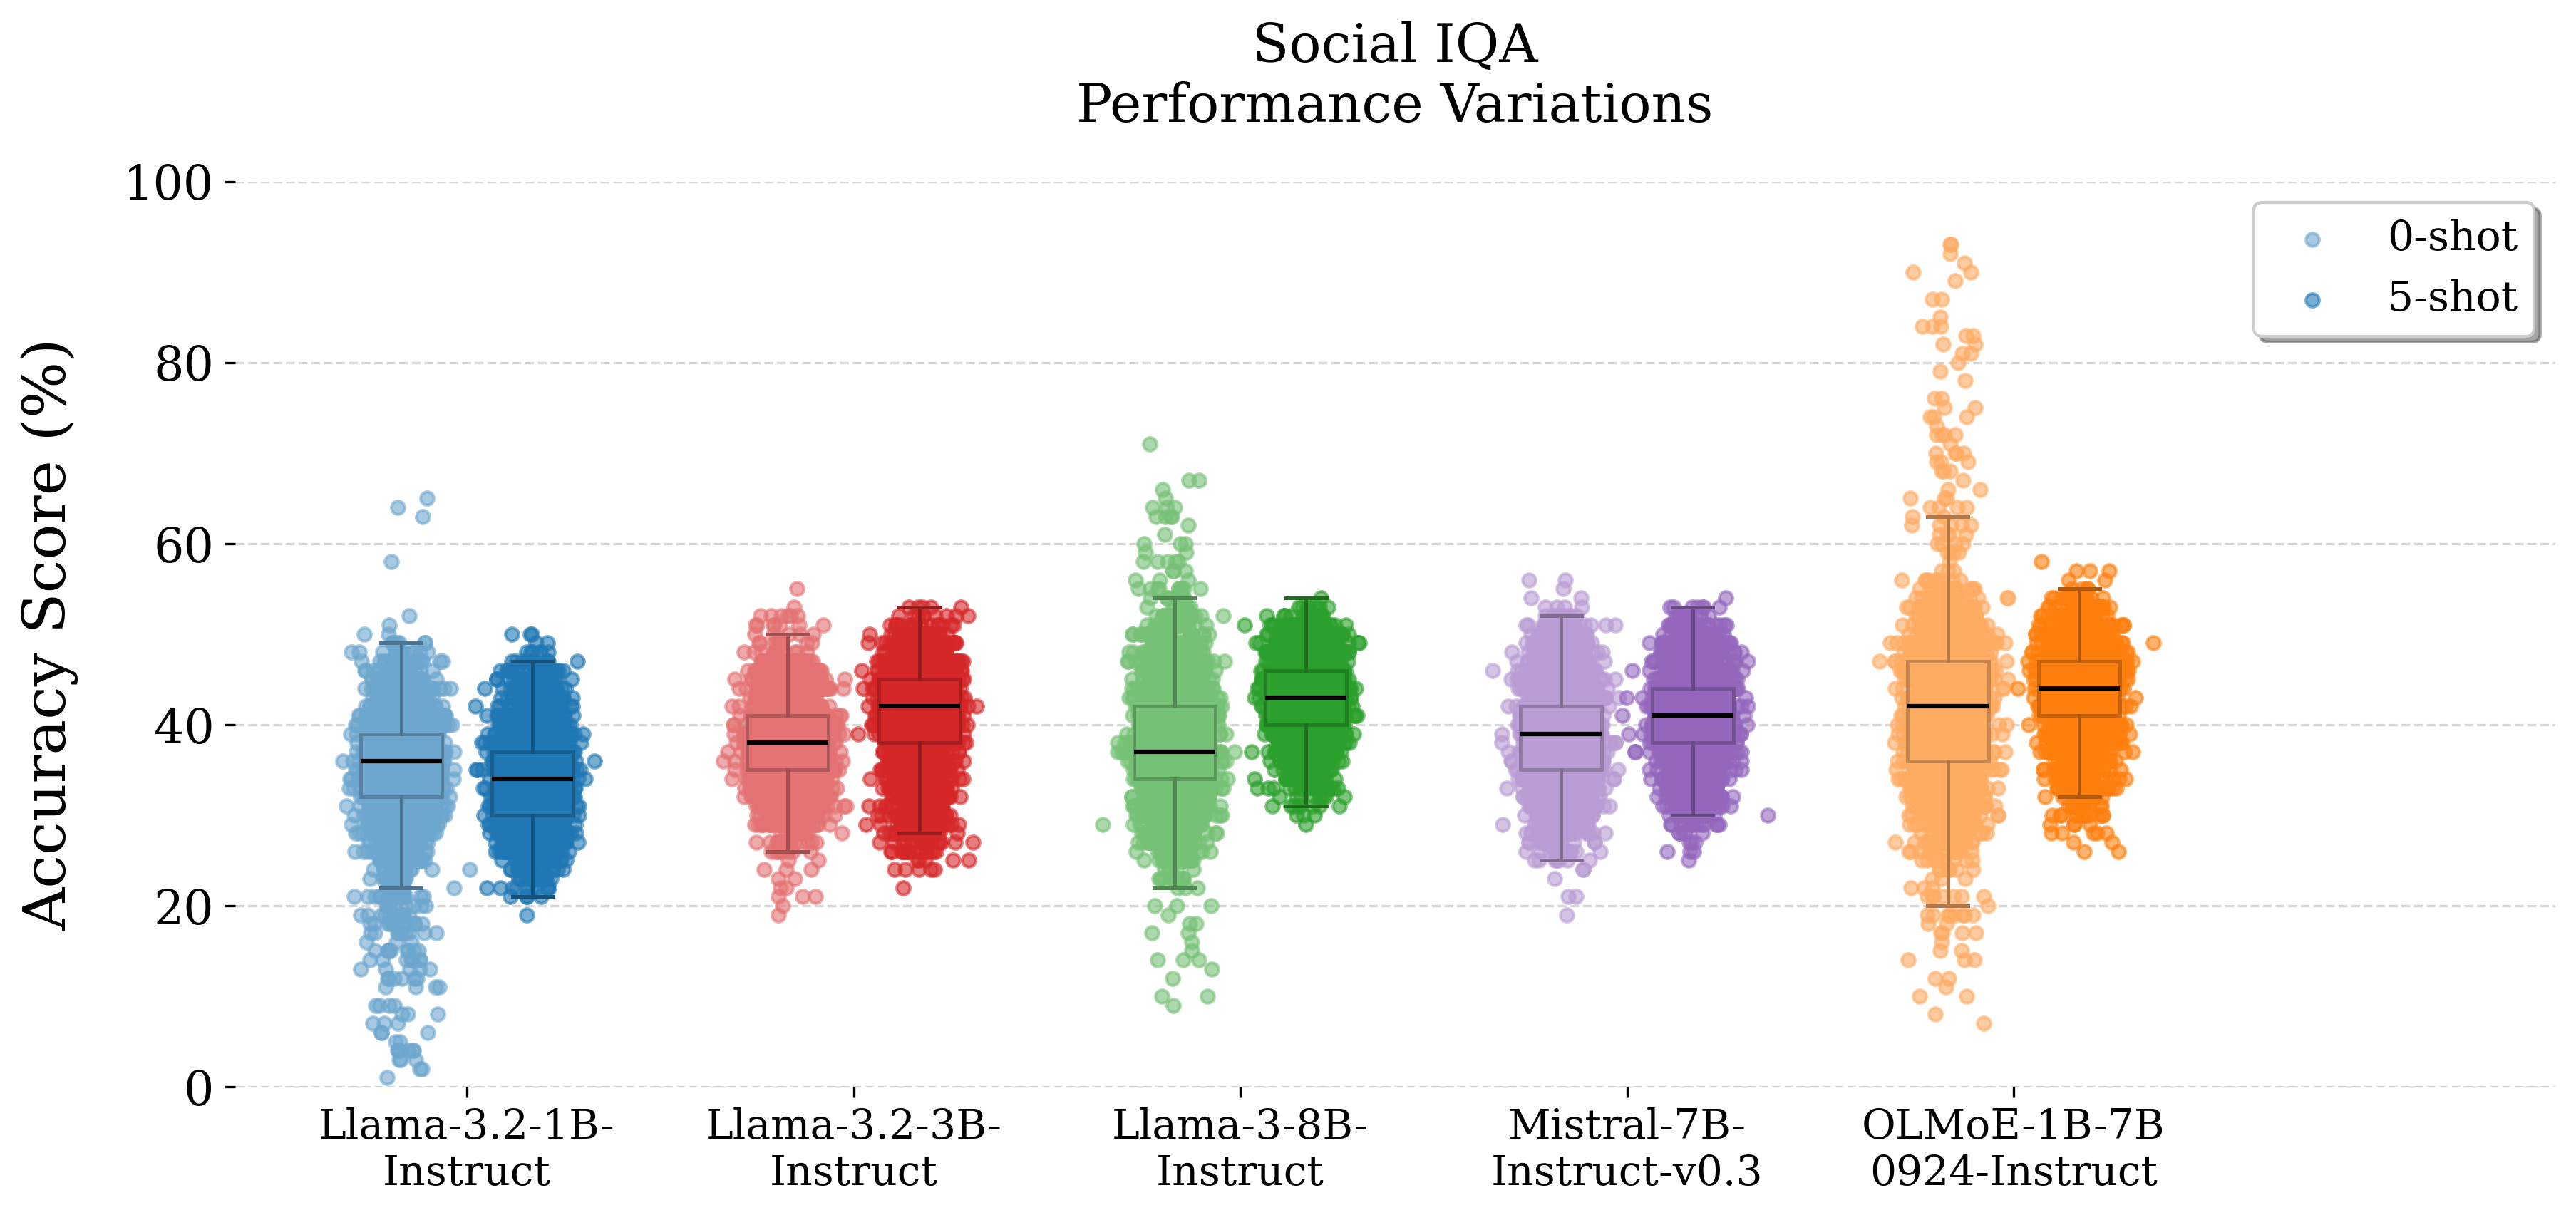 Social IQA
Performance Variations
Accuracy Score (%)
100
80
60
40
20
0
0-shot
5-shot
Llama-3.2-1B-
Instruct
Llama-3.2-3B-
Instruct
Llama-3-8B-
Instruct
Mistral-7B-
Instruct-v0.3
OLMoE-1B-7B
0924-Instruct